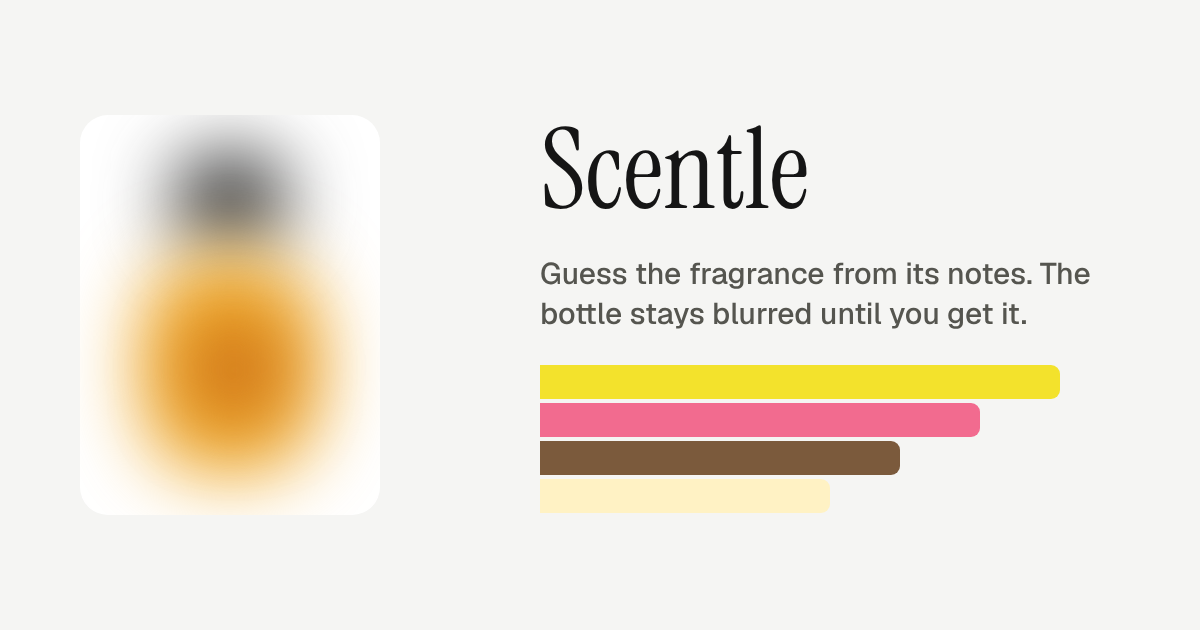 Scentle
Guess the fragrance from its notes. The
bottle stays blurred until you get it.